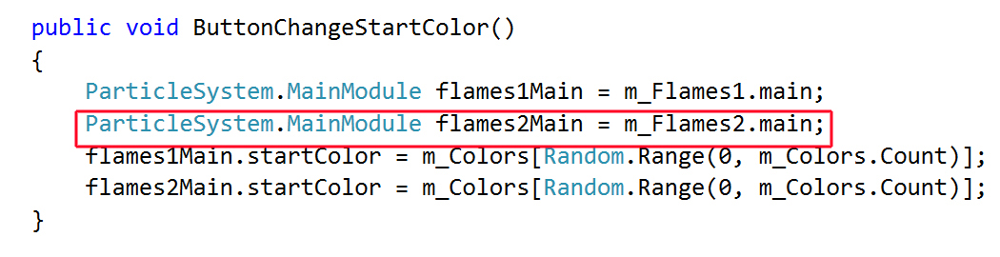 public void ButtonChangeStartColor()
{
ParticleSystem.MainModule flames1Main = m_Flames1.main;
ParticleSystem.MainModule flames2Main = m_Flames2.main;
flames1Main.startColor = m_Colors[Random.Range(0, m_Colors.Count)];
flames2Main.startColor = m_Colors[Random.Range(0, m_Colors.Count)];
}